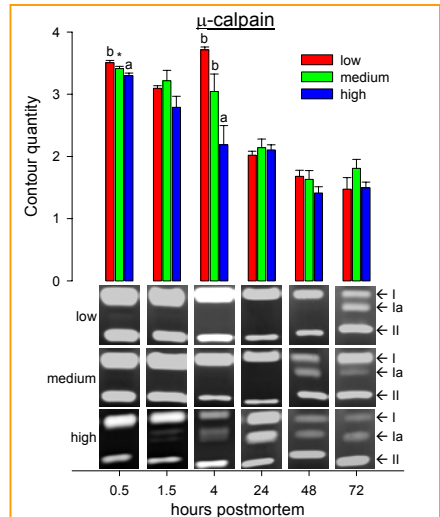 μ-calpain
4
3
2
1
0
Contour quantity
b
*
a
b
b
a
low
medium
high
low
← I
← Ia
← II
medium
← I
← Ia
← II
high
← I
← Ia
← II
0.5 1.5 4 24 48 72
hours postmortem